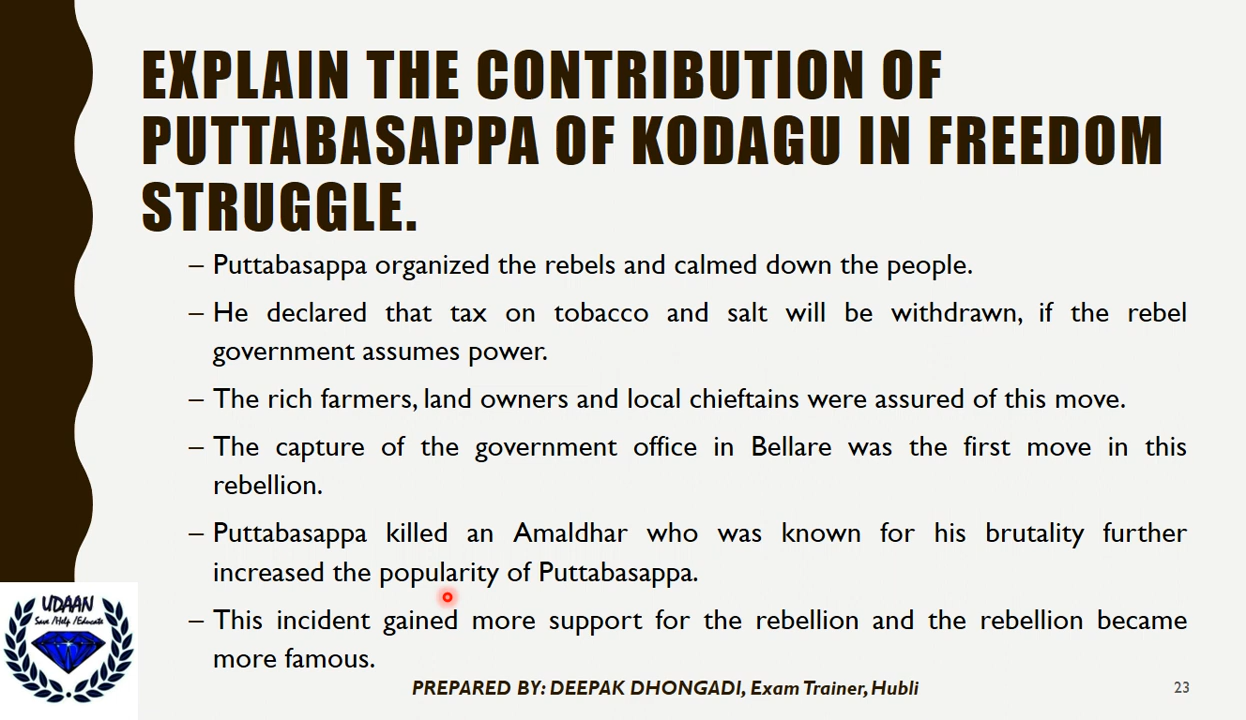 EXPLAIN THE CONTRIBUTION OF
PUTTABASAPPA OF KODAGU IN FREEDOM
STRUGGLE.
– Puttabasappa organized the rebels and calmed down the people.
– He declared that tax on tobacco and salt will be withdrawn, if the rebel
government assumes power.
– The rich farmers, land owners and local chieftains were assured of this move.
– The capture of the government office in Bellare was the first move in this
rebellion.
– Puttabasappa killed an Amaldhar who was known for his brutality further
increased the popularity of Puttabasappa.
– This incident gained more support for the rebellion and the rebellion became
more famous.
UDAAN
Save /Help /Educate
PREPARED BY: DEEPAK DHONGADI, Exam Trainer, Hubli
23